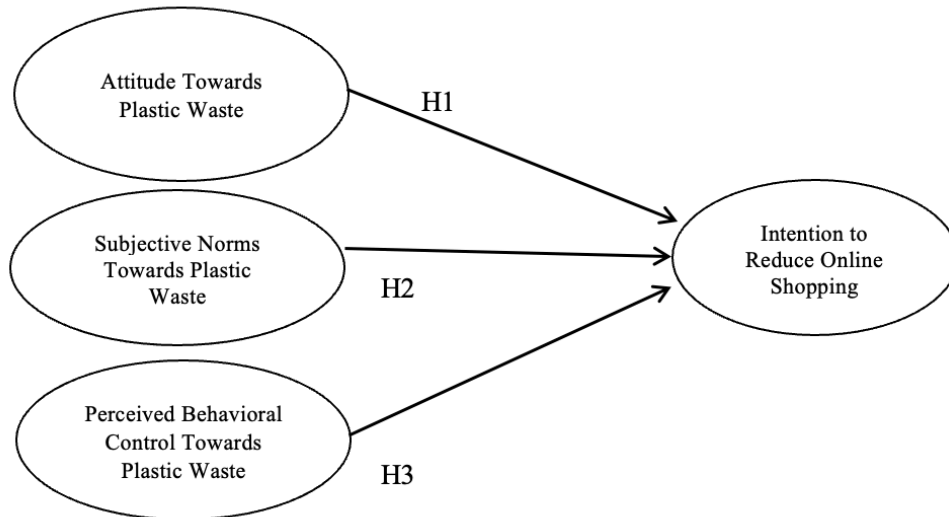 Attitude Towards
Plastic Waste
H1
Subjective Norms
Towards Plastic
Waste
H2
Intention to
Reduce Online
Shopping
Perceived Behavioral
Control Towards
Plastic Waste
H3